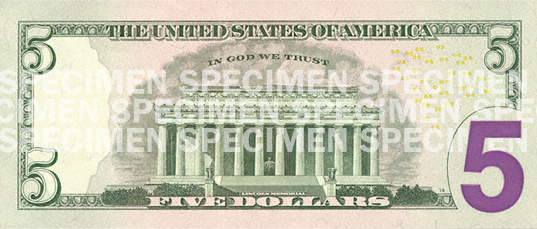 THE UNITED STATES OF AMERICA
5
5
IN GOD WE TRUST
SPECIMEN SPECIMEN SPECIMEN
SPECIMEN SPECIMEN SPECIMEN
SPECIMEN SPECIMEN SPECIMEN
5
5
LINCOLN MEMORIAL
FIVE DOLLARS